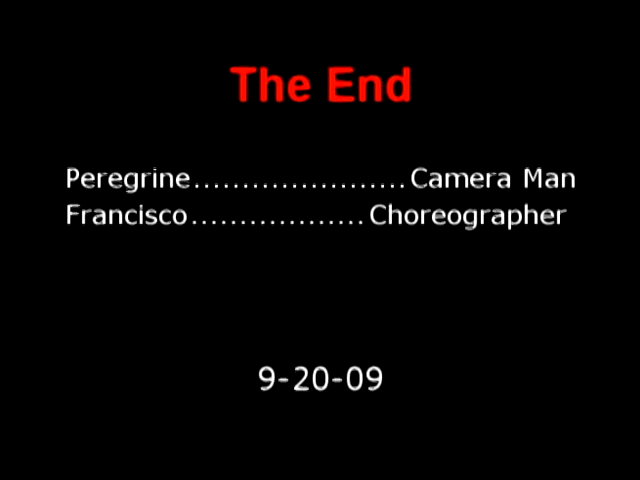 The End
Peregrine......................Camera Man
Francisco..................Choreographer
9-20-09